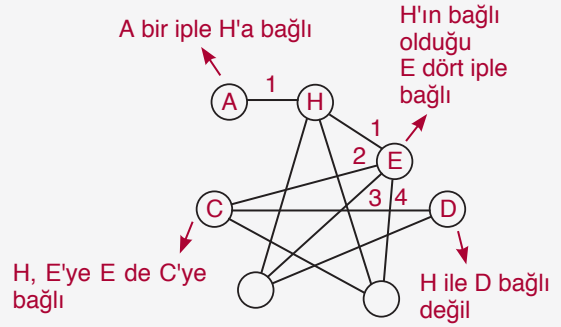 A bir iple H'a bağlı
H'ın bağlı
olduğu
E dört iple
bağlı
A
1
H
1
2
E
3
4
C
D
H, E'ye E de C'ye
bağlı
H ile D bağlı
değil